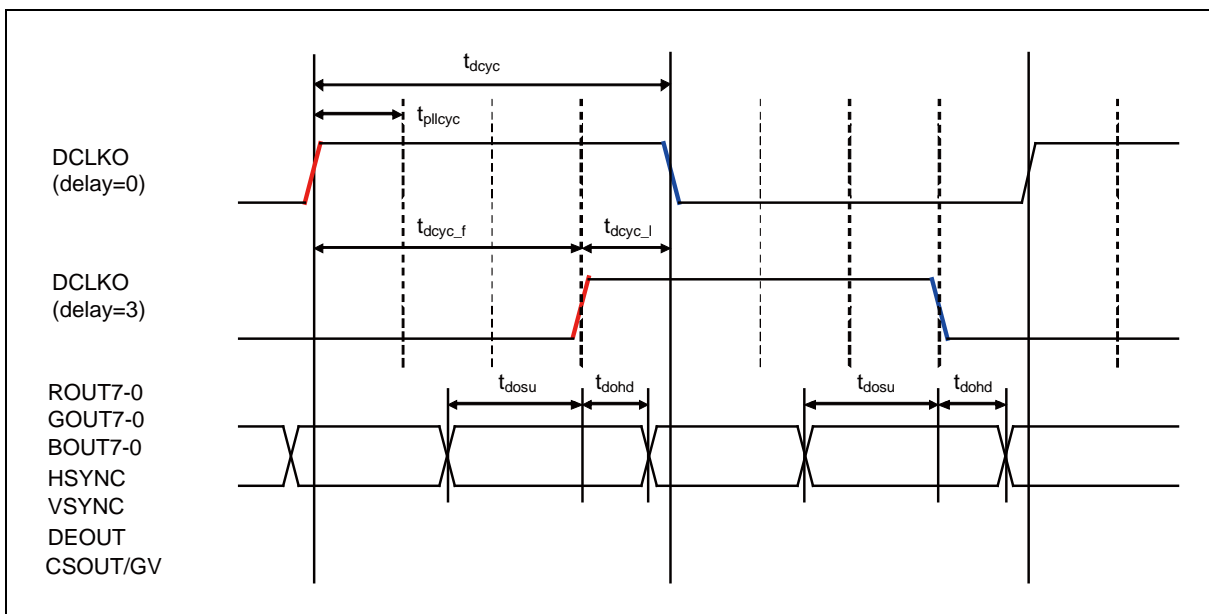 tdcyc
tpllcyc
DCLKO
(delay=0)
tdcyc_f
tdcyc_l
DCLKO
(delay=3)
ROUT7-0
GOUT7-0
BOUT7-0
HSYNC
VSYNC
DEOUT
CSOUT/GV
tdosu
tdohd
tdosu
tdohd